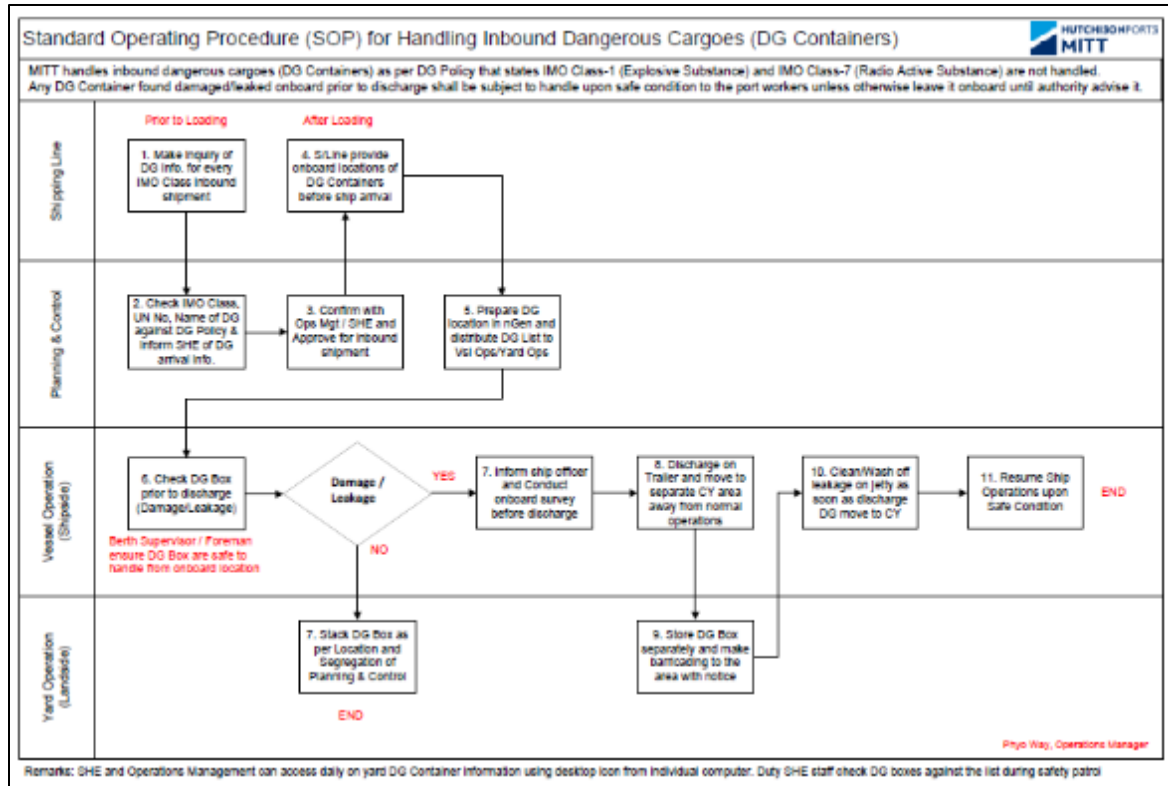 Standard Operating Procedure (SOP) for Handling Inbound Dangerous Cargoes (DG Containers)
HUTCHISON PORTS
MITT
MITT handles inbound dangerous cargoes (DG Containers) as per DG Policy that states IMO Class-1 (Explosive Substance) and IMO Class-7 (Radio Active Substance) are not handled.
Any DG Container found damaged/leaked onboard prior to discharge shall be subject to handle upon safe condition to the port workers unless otherwise leave it onboard until authority advise it.
Shipping Line
Prior to Loading
After Loading
1. Make Inquiry of
DG Info. for every
IMO Class Inbound
shipment
4. S/Line provide
onboard locations of
DG Containers
before ship arrival
Planning & Control
2. Check IMO Class,
UN No, Name of DG
against DG Policy &
Inform SHE of DG
arrival Info.
3. Confirm with
Ops Mgt / SHE and
Approve for Inbound
shipment
5. Prepare DG
location in nGen and
distribute DG List to
Vsl Ops/Yard Ops
Vessel Operation
(Shipside)
6. Check DG Box
prior to discharge
(Damage/Leakage)
Berth Supervisor / Foreman
ensure DG Box are safe to
handle from onboard location
Damage /
Leakage
YES
NO
7. Inform ship officer
and Conduct
onboard survey
before discharge
8. Discharge on
Trailer and move to
separate CY area
away from normal
operations
10. Clean/Wash off
leakage on jetty as
soon as discharge
DG move to CY
11. Resume Ship
Operations upon
Safe Condition
END
Yard Operation
(Landside)
7. Stack DG Box as
per Location and
Segregation of
Planning & Control
END
9. Store DG Box
separately and make
barricading to the
area with notice
Phyo Way, Operations Manager
Remarks: SHE and Operations Management can access daily on yard DG Container information using desktop icon from individual computer. Duty SHE staff check DG boxes against the list during safety patrol